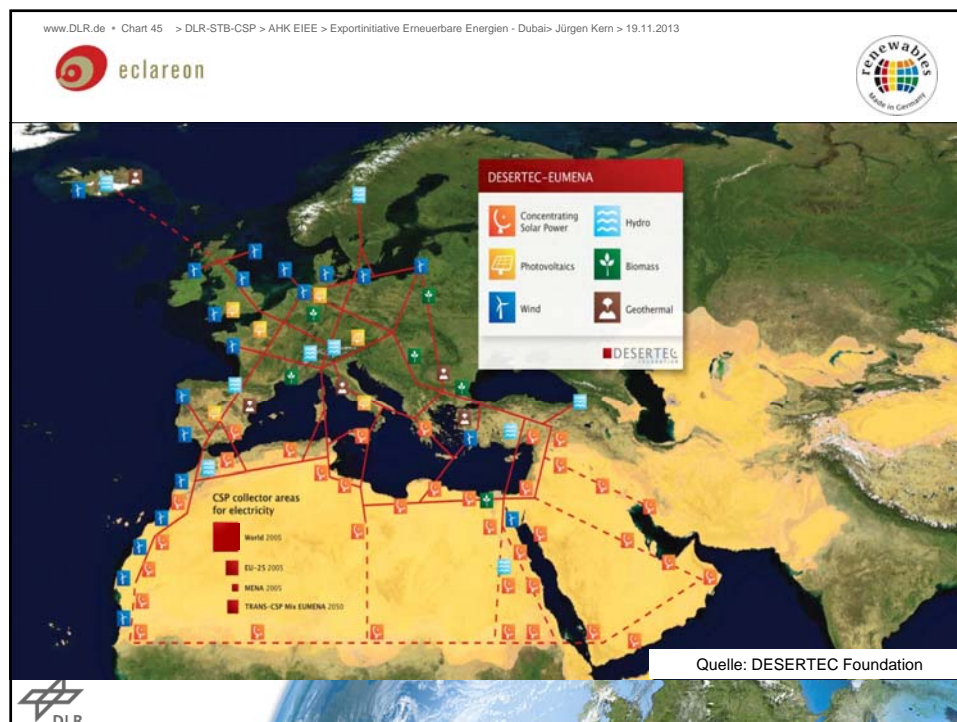 www.DLR.de • Chart 45 > DLR-STB-CSP > AHK EIEE > Exportinitiative Erneuerbare Energien - Dubai> Jürgen Kern > 19.11.2013
eclareon
renewables
Made in Germany
DESERTEC-EUMENA
Concentrating
Solar Power
Hydro
Photovoltaics
Biomass
Wind
Geothermal
DESERTEC
FOUNDATION
CSP collector areas
for electricity
World 2005
EU-25 2005
MENA 2005
TRANS-CSP Mix EUMENA 2050
Quelle: DESERTEC Foundation
DLR